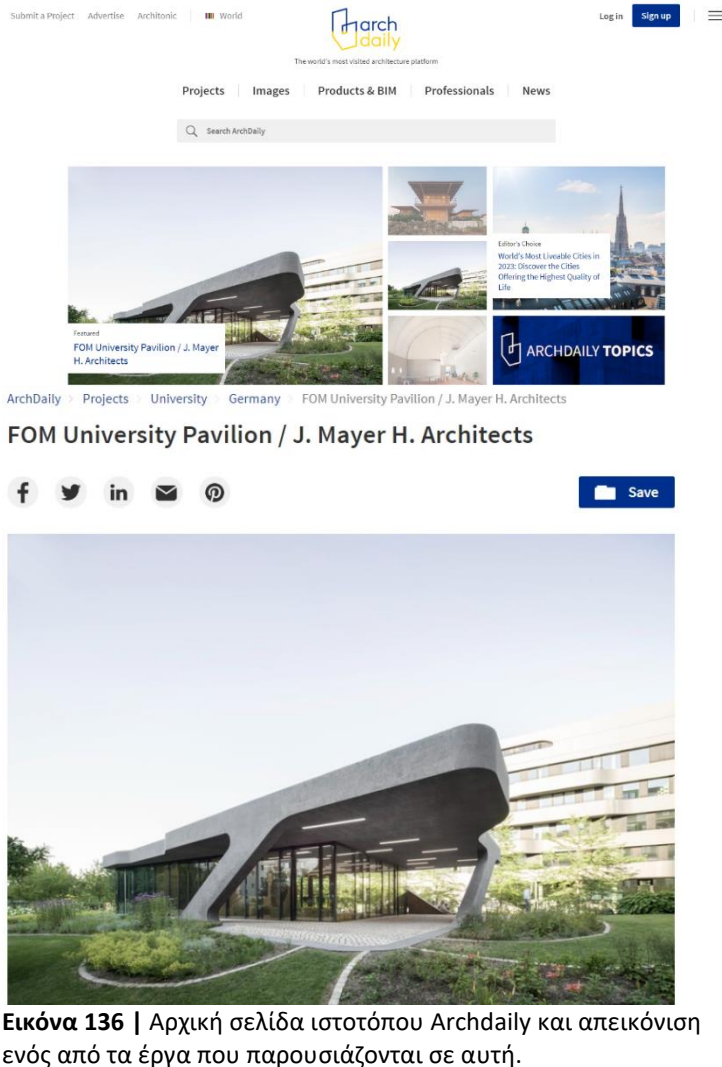 Submit a Project Advertise Architonic World
arch
daily
Log in Sign up
The world's most visited architecture platform
Projects Images Products & BIM Professionals News
Search ArchDaily
Featured
FOM University Pavilion / J. Mayer
H. Architects
Editor's Choice
World's Most Liveable Cities in
2023: Discover the Cities
Offering the Highest Quality of
Life
ARCHDAILY TOPICS
ArchDaily Projects University Germany FOM University Pavilion / J. Mayer H. Architects
FOM University Pavilion / J. Mayer H. Architects
Save
Εικόνα 136 | Αρχική σελίδα ιστοτόπου Archdaily και απεικόνιση
ενός από τα έργα που παρουσιάζονται σε αυτή.